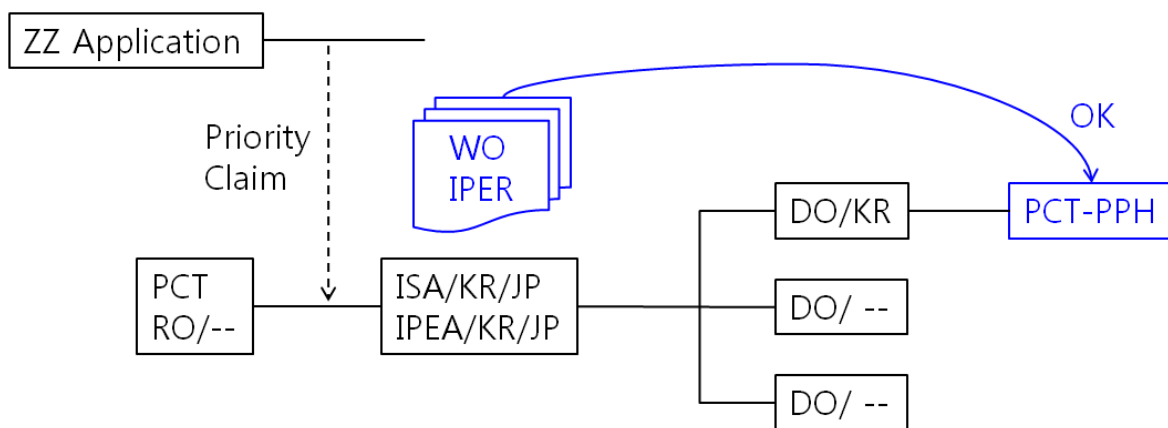 ZZ Application
Priority
Claim
WO
IPER
OK
DO/KR
PCT-PPH
PCT
RO/--
ISA/KR/JP
IPEA/KR/JP
DO/ --
DO/ --